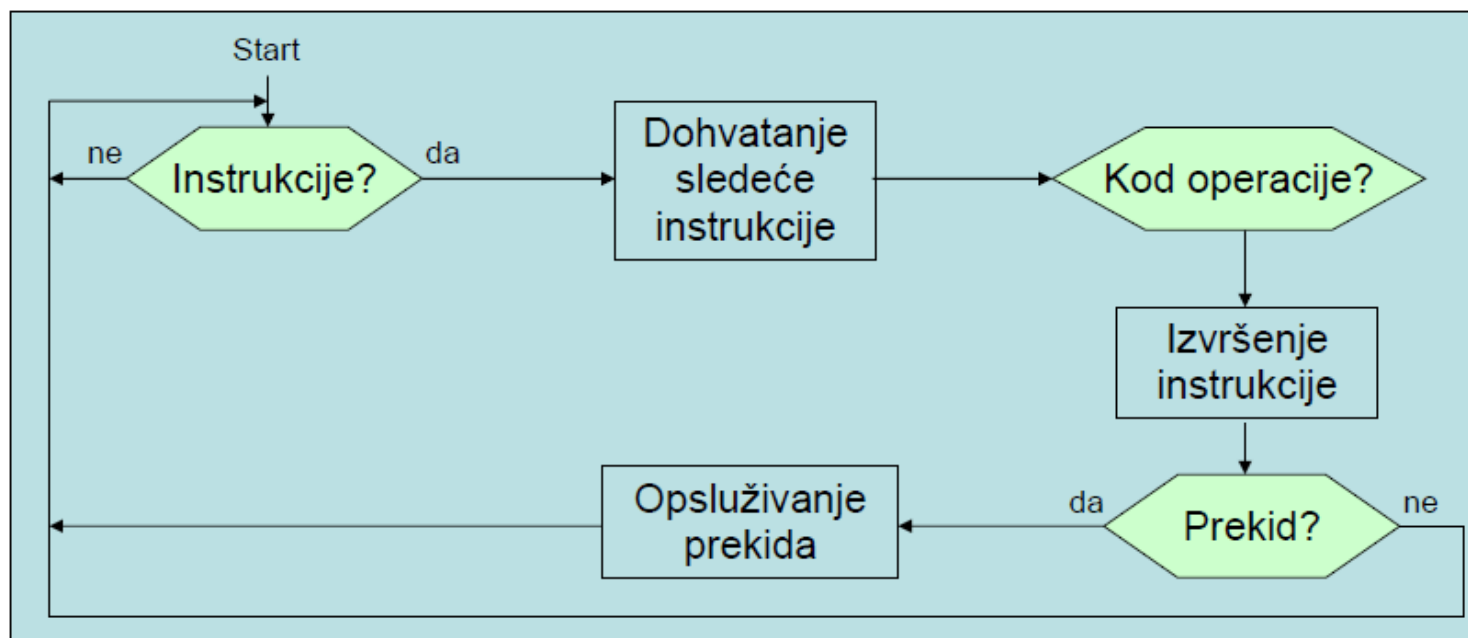 Start
ne
Instrukcije?
da
Dohvatanje
sledeće
instrukcije
Kod operacije?
Izvršenje
instrukcije
Opsluživanje
prekida
da
Prekid?
ne